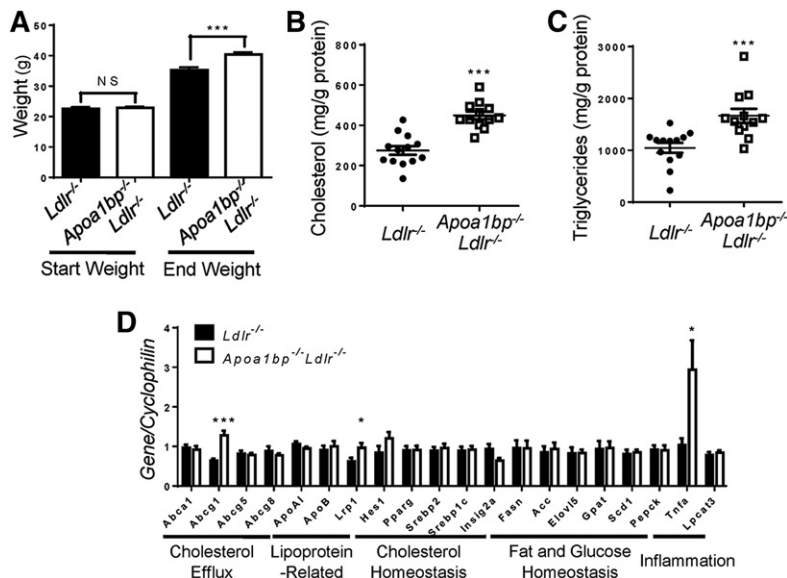 A
Weight (g)
50
40
30
20
10
0
NS
***
Ldlr-/-
Apoa1bp-/-
Ldlr-/-
Ldlr-/-
Apoa1bp-/-
Ldlr-/-
Start Weight
End Weight
B
Cholesterol (mg/g protein)
800
600
400
200
0
***
Ldlr-/-
Apoa1bp-/-
Ldlr-/-
C
Triglycerides (mg/g protein)
3000
2000
1000
0
***
Ldlr-/-
Apoa1bp-/-
Ldlr-/-
D
Gene/Cyclophilin
4
2
1
0
Ldlr-/-
Apoa1bp-/-Ldlr-/-
***
*
*
Abca1
Abcg1
Abcg5
Abcg8
ApoAI
ApoB
Lrp1
Hes1
Pparg
Srebp2
Srebp1c
Insig2a
Fasn
Acc
Elovl5
Gpat
Scd1
Pepck
Tnfa
Lpcat3
Cholesterol
Efflux
Lipoprotein
-Related
Cholesterol
Homeostasis
Fat and Glucose
Homeostasis
Inflammation